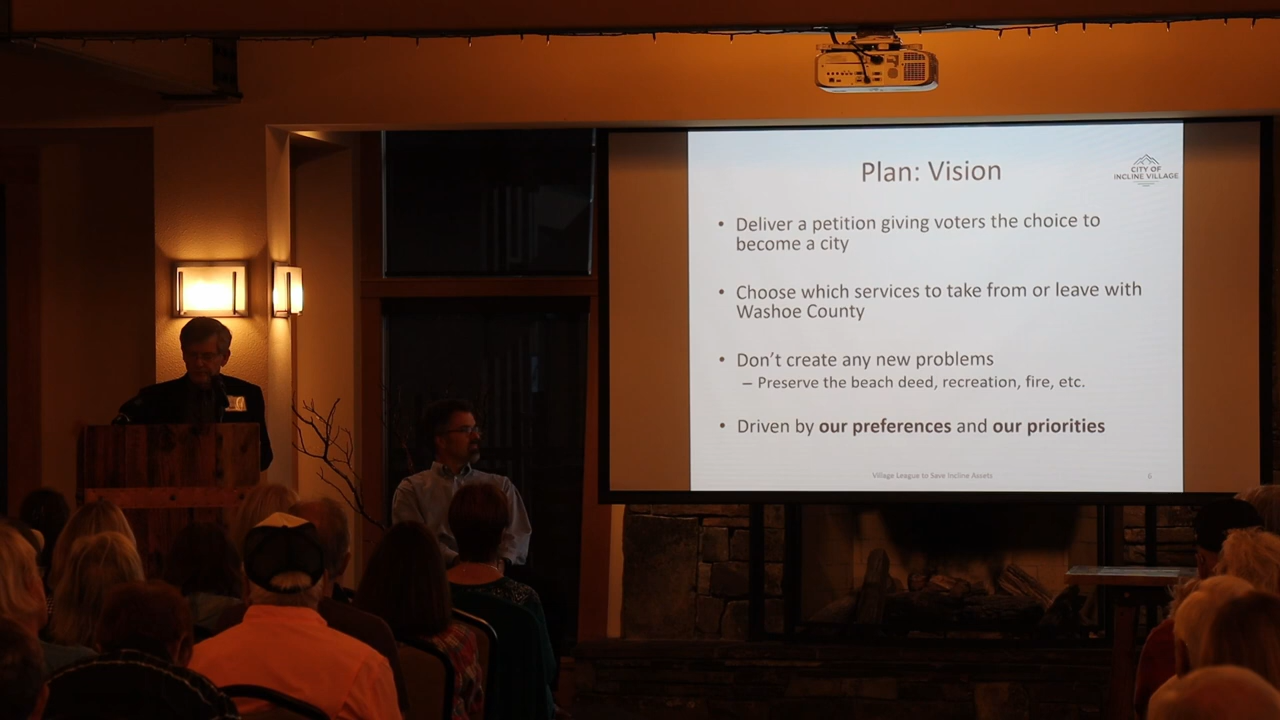 Plan: Vision
CITY OF
INCLINE VILLAGE
• Deliver a petition giving voters the choice to
become a city
• Choose which services to take from or leave with
Washoe County
• Don’t create any new problems
– Preserve the beach deed, recreation, fire, etc.
• Driven by our preferences and our priorities
Village League to Save Incline Assets
6